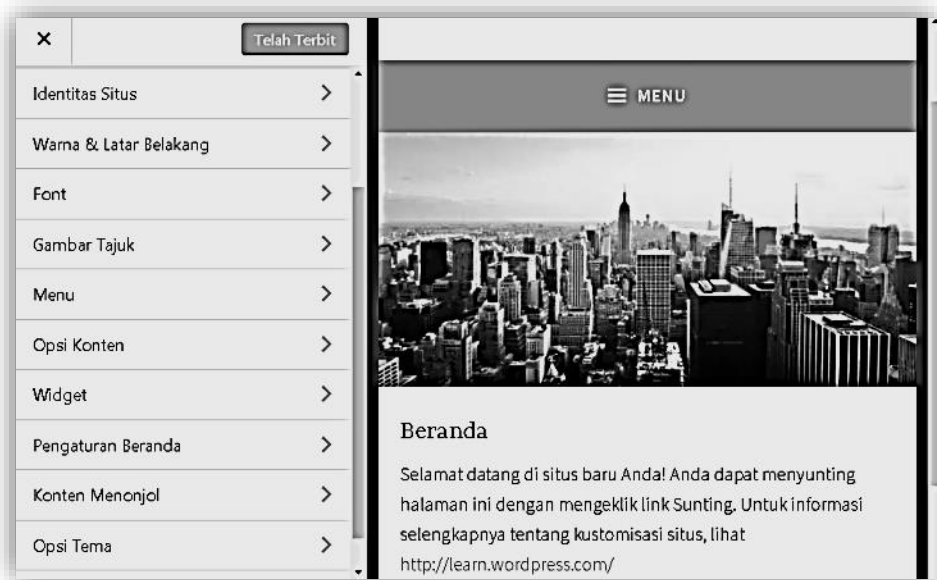 Telah Terbit
Identitas Situs
Warna & Latar Belakang
Font
Gambar Tajuk
Menu
Opsi Konten
Widget
Pengaturan Beranda
Konten Menonjol
Opsi Tema
MENU
Beranda
Selamat datang di situs baru Anda! Anda dapat menyunting
halaman ini dengan mengeklik link Sunting. Untuk informasi
selengkapnya tentang kustomisasi situs, lihat
http://learn.wordpress.com/